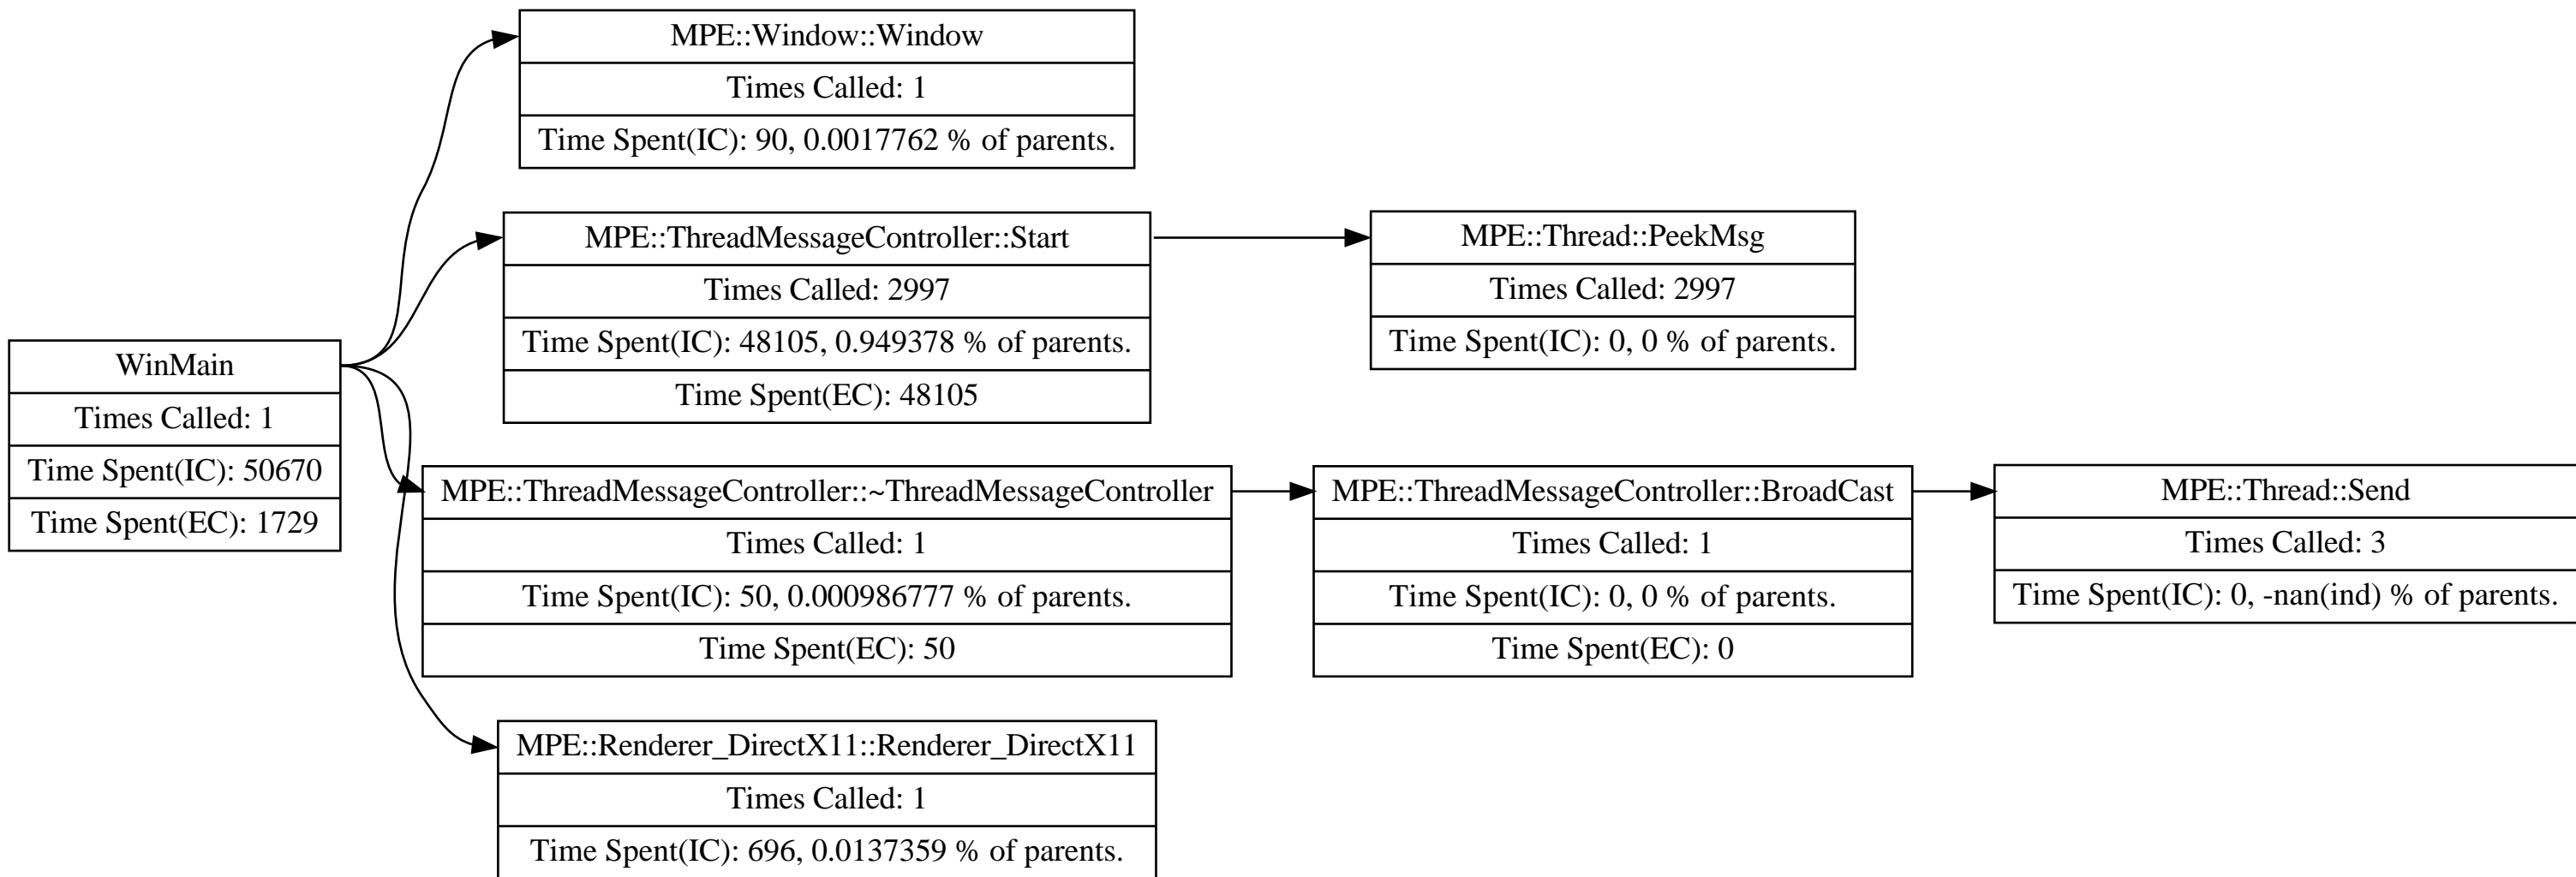 MPE::Window::Window
Times Called: 1
Time Spent(IC): 90, 0.0017762 % of parents.
MPE::ThreadMessageController::Start
Times Called: 2997
Time Spent(IC): 48105, 0.949378 % of parents.
Time Spent(EC): 48105
MPE::Thread::PeekMsg
Times Called: 2997
Time Spent(IC): 0, 0 % of parents.
WinMain
Times Called: 1
Time Spent(IC): 50670
Time Spent(EC): 1729
MPE::ThreadMessageController::~ThreadMessageController
Times Called: 1
Time Spent(IC): 50, 0.000986777 % of parents.
Time Spent(EC): 50
MPE::ThreadMessageController::BroadCast
Times Called: 1
Time Spent(IC): 0, 0 % of parents.
Time Spent(EC): 0
MPE::Thread::Send
Times Called: 3
Time Spent(IC): 0, -nan(ind) % of parents.
MPE::Renderer_DirectX11::Renderer_DirectX11
Times Called: 1
Time Spent(IC): 696, 0.0137359 % of parents.